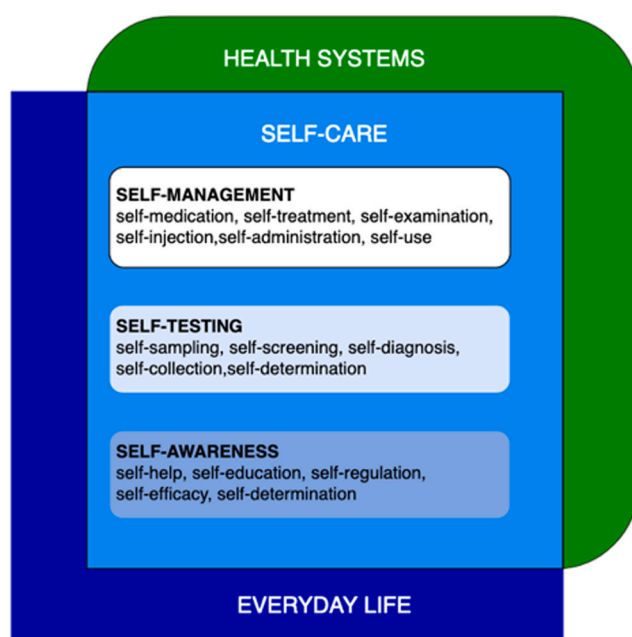 HEALTH SYSTEMS
SELF-CARE
SELF-MANAGEMENT
self-medication, self-treatment, self-examination,
self-injection,self-administration, self-use
SELF-TESTING
self-sampling, self-screening, self-diagnosis,
self-collection,self-determination
SELF-AWARENESS
self-help, self-education, self-regulation,
self-efficacy, self-determination
EVERYDAY LIFE